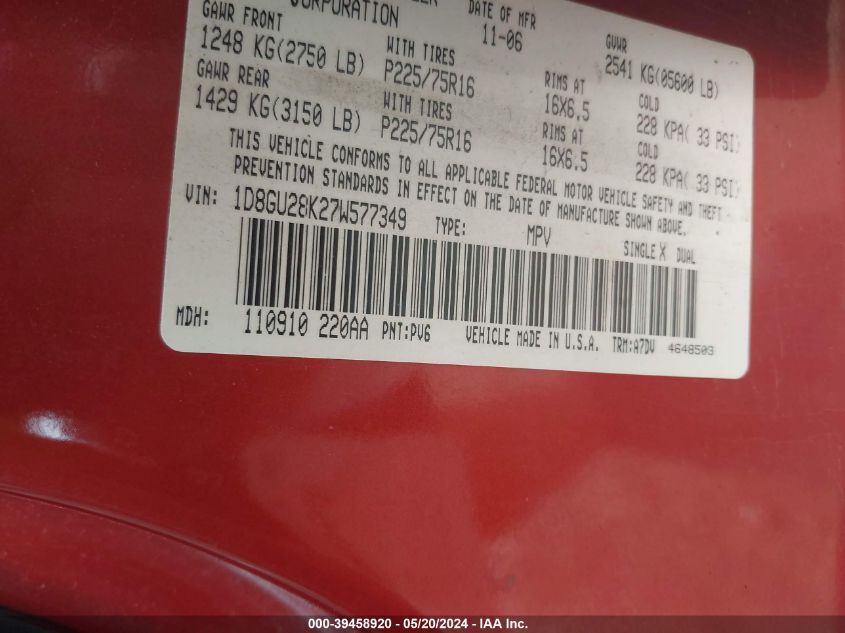 CORPORATION DATE OF MFR GVWR
GAWR FRONT 11-06 2541 KG(05600 LB)
1248 KG(2750 LB) WITH TIRES P225/75R16 RIMS AT 16X6.5 COLD 228 KPA( 33 PSI)
GAWR REAR
1429 KG(3150 LB) WITH TIRES P225/75R16 RIMS AT 16X6.5 COLD 228 KPA( 33 PSI)
THIS VEHICLE CONFORMS TO ALL APPLICABLE FEDERAL MOTOR VEHICLE SAFETY AND THEFT
PREVENTION STANDARDS IN EFFECT ON THE DATE OF MANUFACTURE SHOWN ABOVE.
VIN: 1D8GU28K27W577349 TYPE: MPV SINGLE X DUAL
MDH: 110910 220AA PNT:PV6 VEHICLE MADE IN U.S.A. TRM:A7DV 4648509
000-39458920 / 05/20/2024 - IAA Inc.